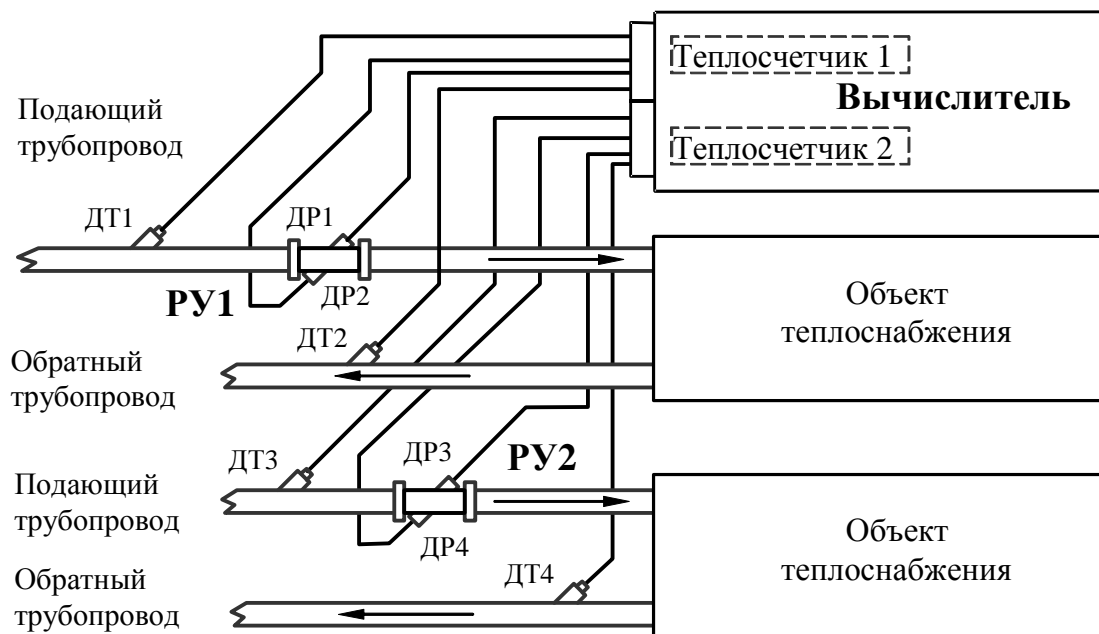 Теплосчетчик 1
Вычислитель
Теплосчетчик 2
Подающий
трубопровод
ДТ1
ДР1
ДР2
РУ1
Объект
теплоснабжения
ДТ2
Обратный
трубопровод
ДТ3
ДР3
РУ2
Подающий
трубопровод
ДР4
Объект
теплоснабжения
ДТ4
Обратный
трубопровод